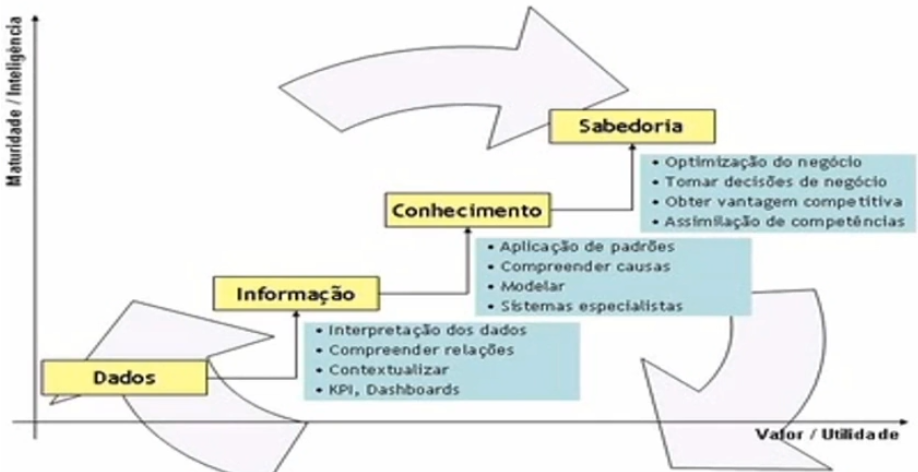 Maturidade / Inteligência
Sabedoria
• Optimização do negócio
• Tomar decisões de negócio
• Obter vantagem competitiva
• Assimilação de competências
Conhecimento
• Aplicação de padrões
• Compreender causas
• Modelar
• Sistemas especialistas
Informação
• Interpretação dos dados
• Compreender relações
• Contextualizar
• KPI, Dashboards
Dados
Valor / Utilidade